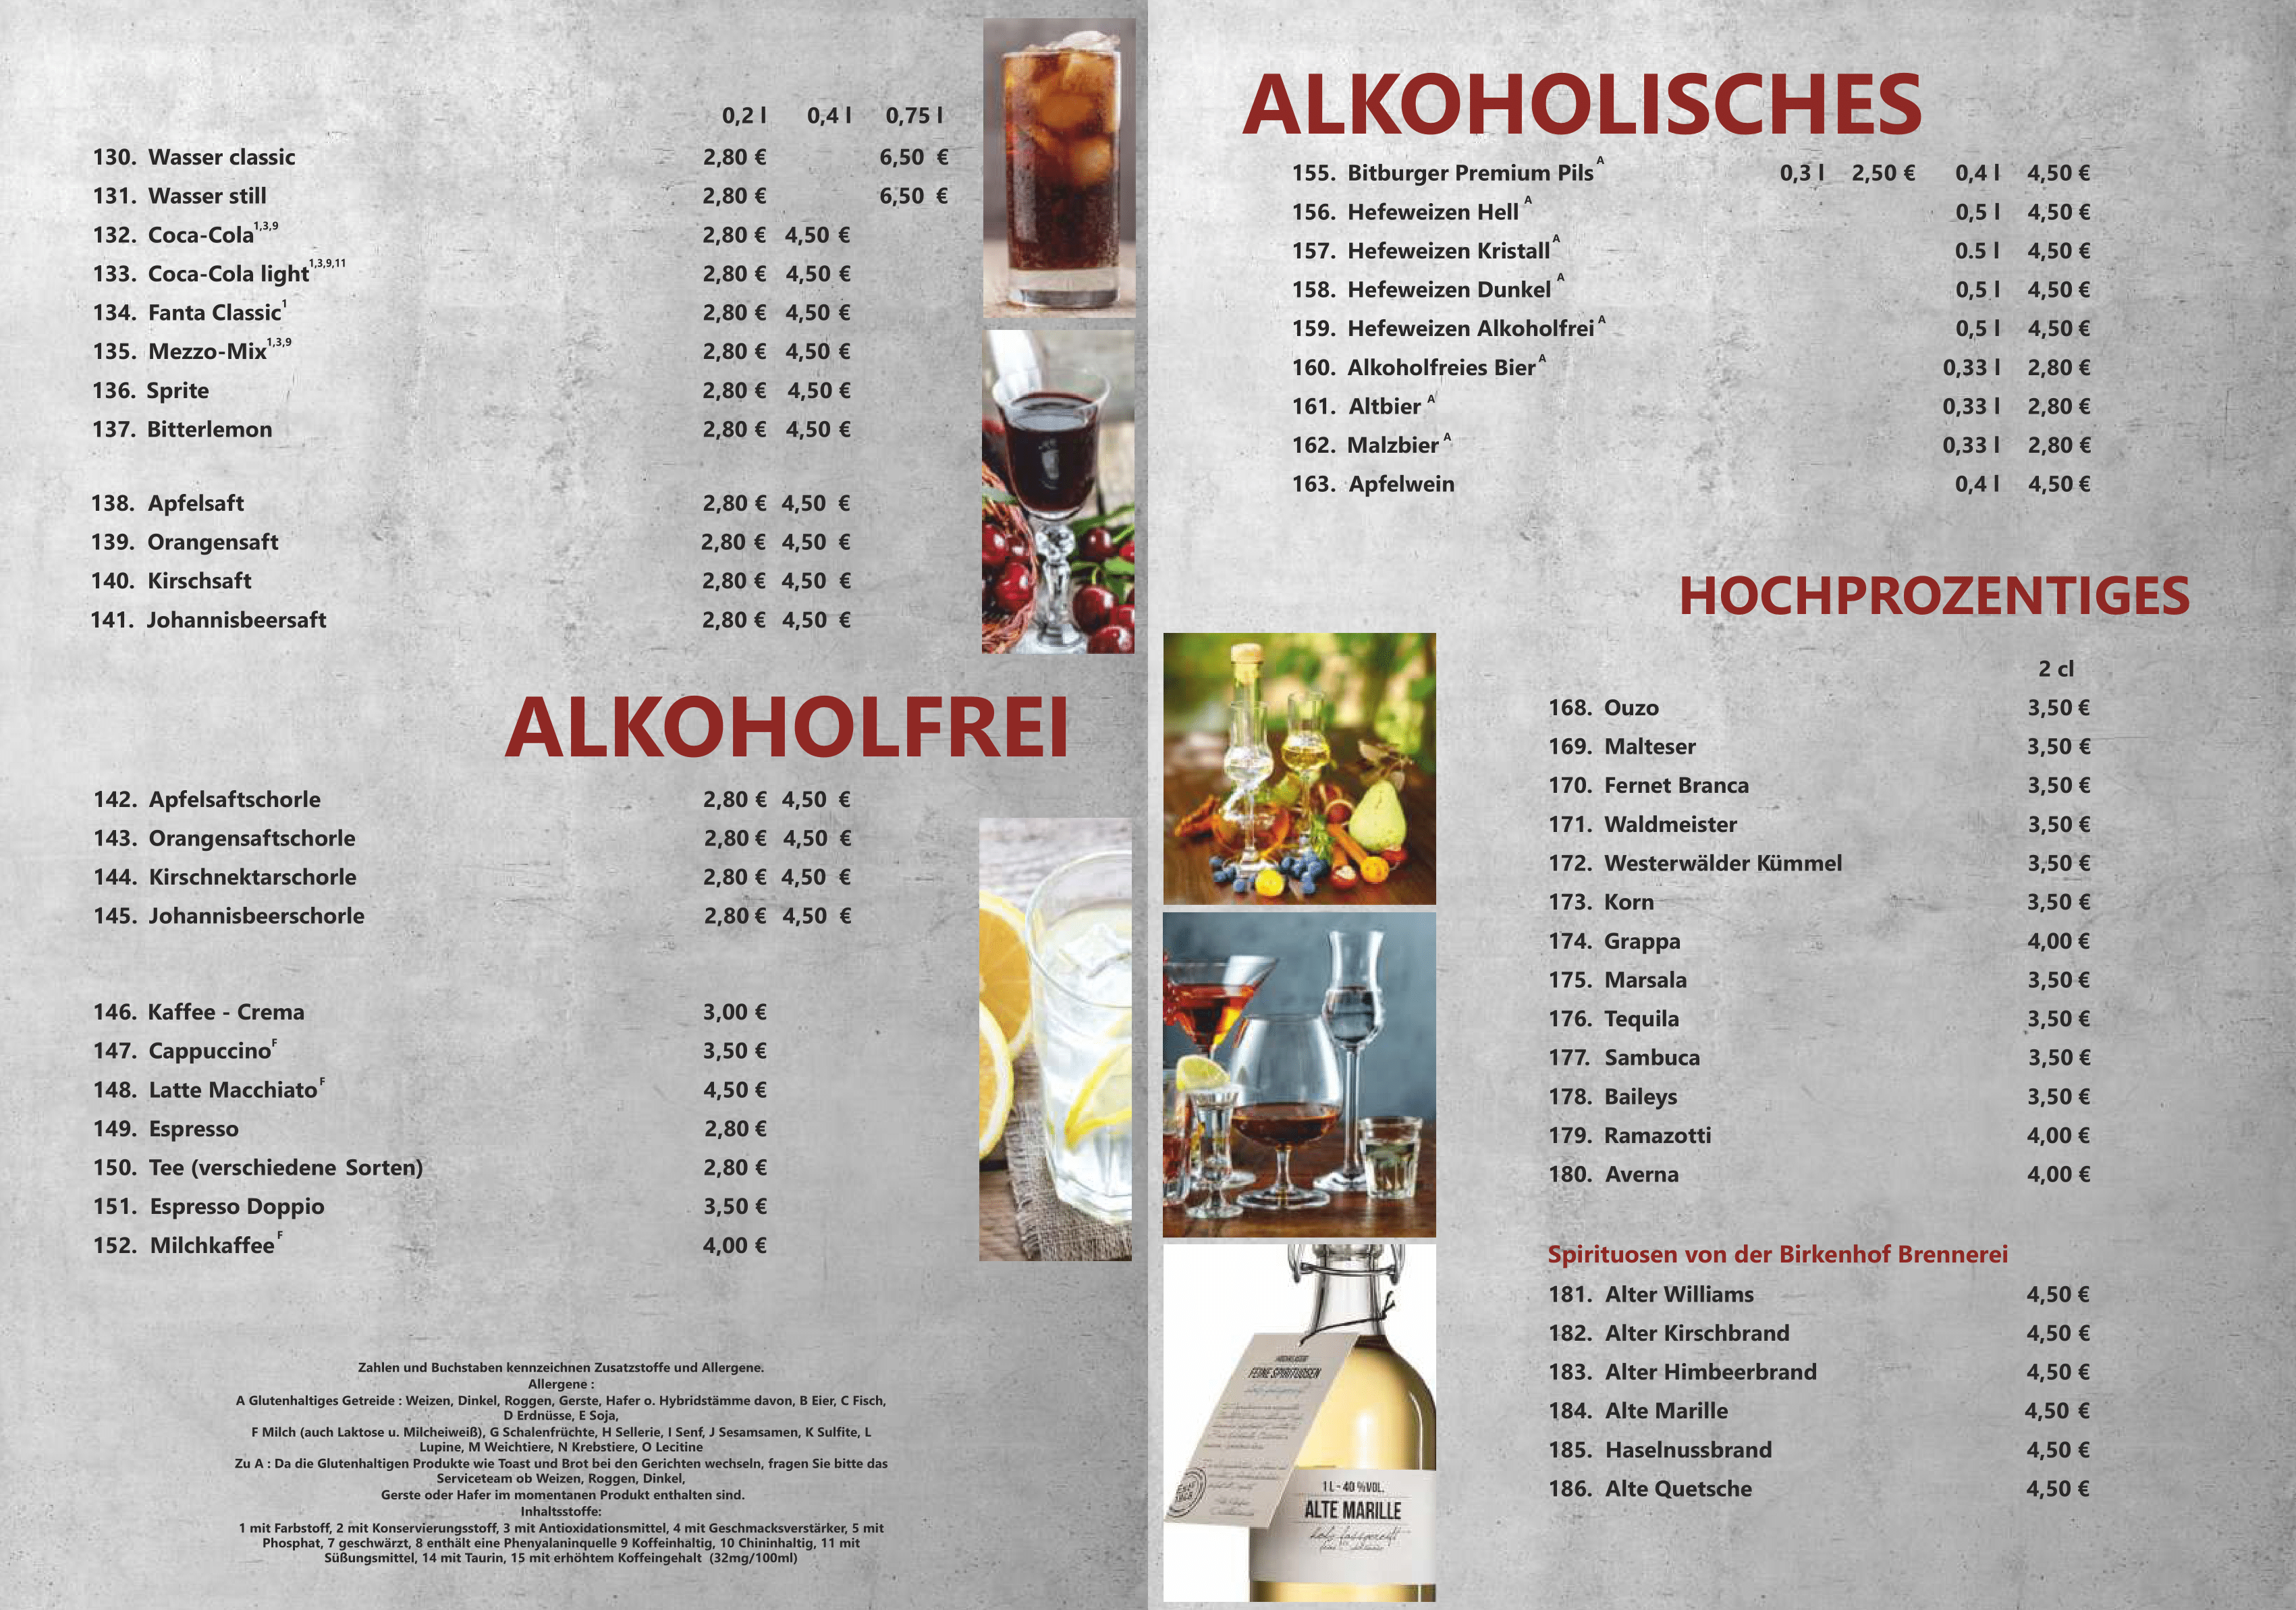 0,2 l 0,4 l 0,75 l
130. Wasser classic 2,80 € 6,50 €
131. Wasser still 2,80 € 6,50 €
132. Coca-Cola 1,3,9 2,80 € 4,50 €
133. Coca-Cola light 1,3,9,11 2,80 € 4,50 €
134. Fanta Classic 1 2,80 € 4,50 €
135. Mezzo-Mix 1,3,9 2,80 € 4,50 €
136. Sprite 2,80 € 4,50 €
137. Bitterlemon 2,80 € 4,50 €
138. Apfelsaft 2,80 € 4,50 €
139. Orangensaft 2,80 € 4,50 €
140. Kirschsaft 2,80 € 4,50 €
141. Johannisbeersaft 2,80 € 4,50 €
ALKOHOLFREI
142. Apfelsaftschorle 2,80 € 4,50 €
143. Orangensaftschorle 2,80 € 4,50 €
144. Kirschnektarschorle 2,80 € 4,50 €
145. Johannisbeerschorle 2,80 € 4,50 €
146. Kaffee - Crema 3,00 €
147. Cappuccino F 3,50 €
148. Latte Macchiato F 4,50 €
149. Espresso 2,80 €
150. Tee (verschiedene Sorten) 2,80 €
151. Espresso Doppio 3,50 €
152. Milchkaffee F 4,00 €
Zahlen und Buchstaben kennzeichnen Zusatzstoffe und Allergene.
Allergene :
A Glutenhaltiges Getreide : Weizen, Dinkel, Roggen, Gerste, Hafer o. Hybridstämme davon, B Eier, C Fisch,
D Erdnüsse, E Soja,
F Milch (auch Laktose u. Milcheiweiß), G Schalenfrüchte, H Sellerie, I Senf, J Sesamsamen, K Sulfite, L
Lupine, M Weichtiere, N Krebstiere, O Lecitine
Zu A : Da die Glutenhaltigen Produkte wie Toast und Brot bei den Gerichten wechseln, fragen Sie bitte das
Serviceteam ob Weizen, Roggen, Dinkel,
Gerste oder Hafer im momentanen Produkt enthalten sind.
Inhaltsstoffe:
1 mit Farbstoff, 2 mit Konservierungsstoff, 3 mit Antioxidationsmittel, 4 mit Geschmacksverstärker, 5 mit
Phosphat, 7 geschwärzt, 8 enthält eine Phenyalaninquelle 9 Koffeinhaltig, 10 Chininhaltig, 11 mit
Süßungsmittel, 14 mit Taurin, 15 mit erhöhtem Koffeingehalt (32mg/100ml)
ALKOHOLISCHES
155. Bitburger Premium Pils A 0,3 l 2,50 € 0,4 l 4,50 €
156. Hefeweizen Hell A 0,5 l 4,50 €
157. Hefeweizen Kristall A 0.5 l 4,50 €
158. Hefeweizen Dunkel A 0,5 l 4,50 €
159. Hefeweizen Alkoholfrei A 0,5 l 4,50 €
160. Alkoholfreies Bier A 0,33 l 2,80 €
161. Altbier A 0,33 l 2,80 €
162. Malzbier A 0,33 l 2,80 €
163. Apfelwein 0,4 l 4,50 €
HOCHPROZENTIGES
2 cl
168. Ouzo 3,50 €
169. Malteser 3,50 €
170. Fernet Branca 3,50 €
171. Waldmeister 3,50 €
172. Westerwälder Kümmel 3,50 €
173. Korn 3,50 €
174. Grappa 4,00 €
175. Marsala 3,50 €
176. Tequila 3,50 €
177. Sambuca 3,50 €
178. Baileys 3,50 €
179. Ramazotti 4,00 €
180. Averna 4,00 €
Spirituosen von der Birkenhof Brennerei
181. Alter Williams 4,50 €
182. Alter Kirschbrand 4,50 €
183. Alter Himbeerbrand 4,50 €
184. Alte Marille 4,50 €
185. Haselnussbrand 4,50 €
186. Alte Quetsche 4,50 €
FEINE SPIRITUOSEN
1 L - 40 %VOL.
ALTE MARILLE